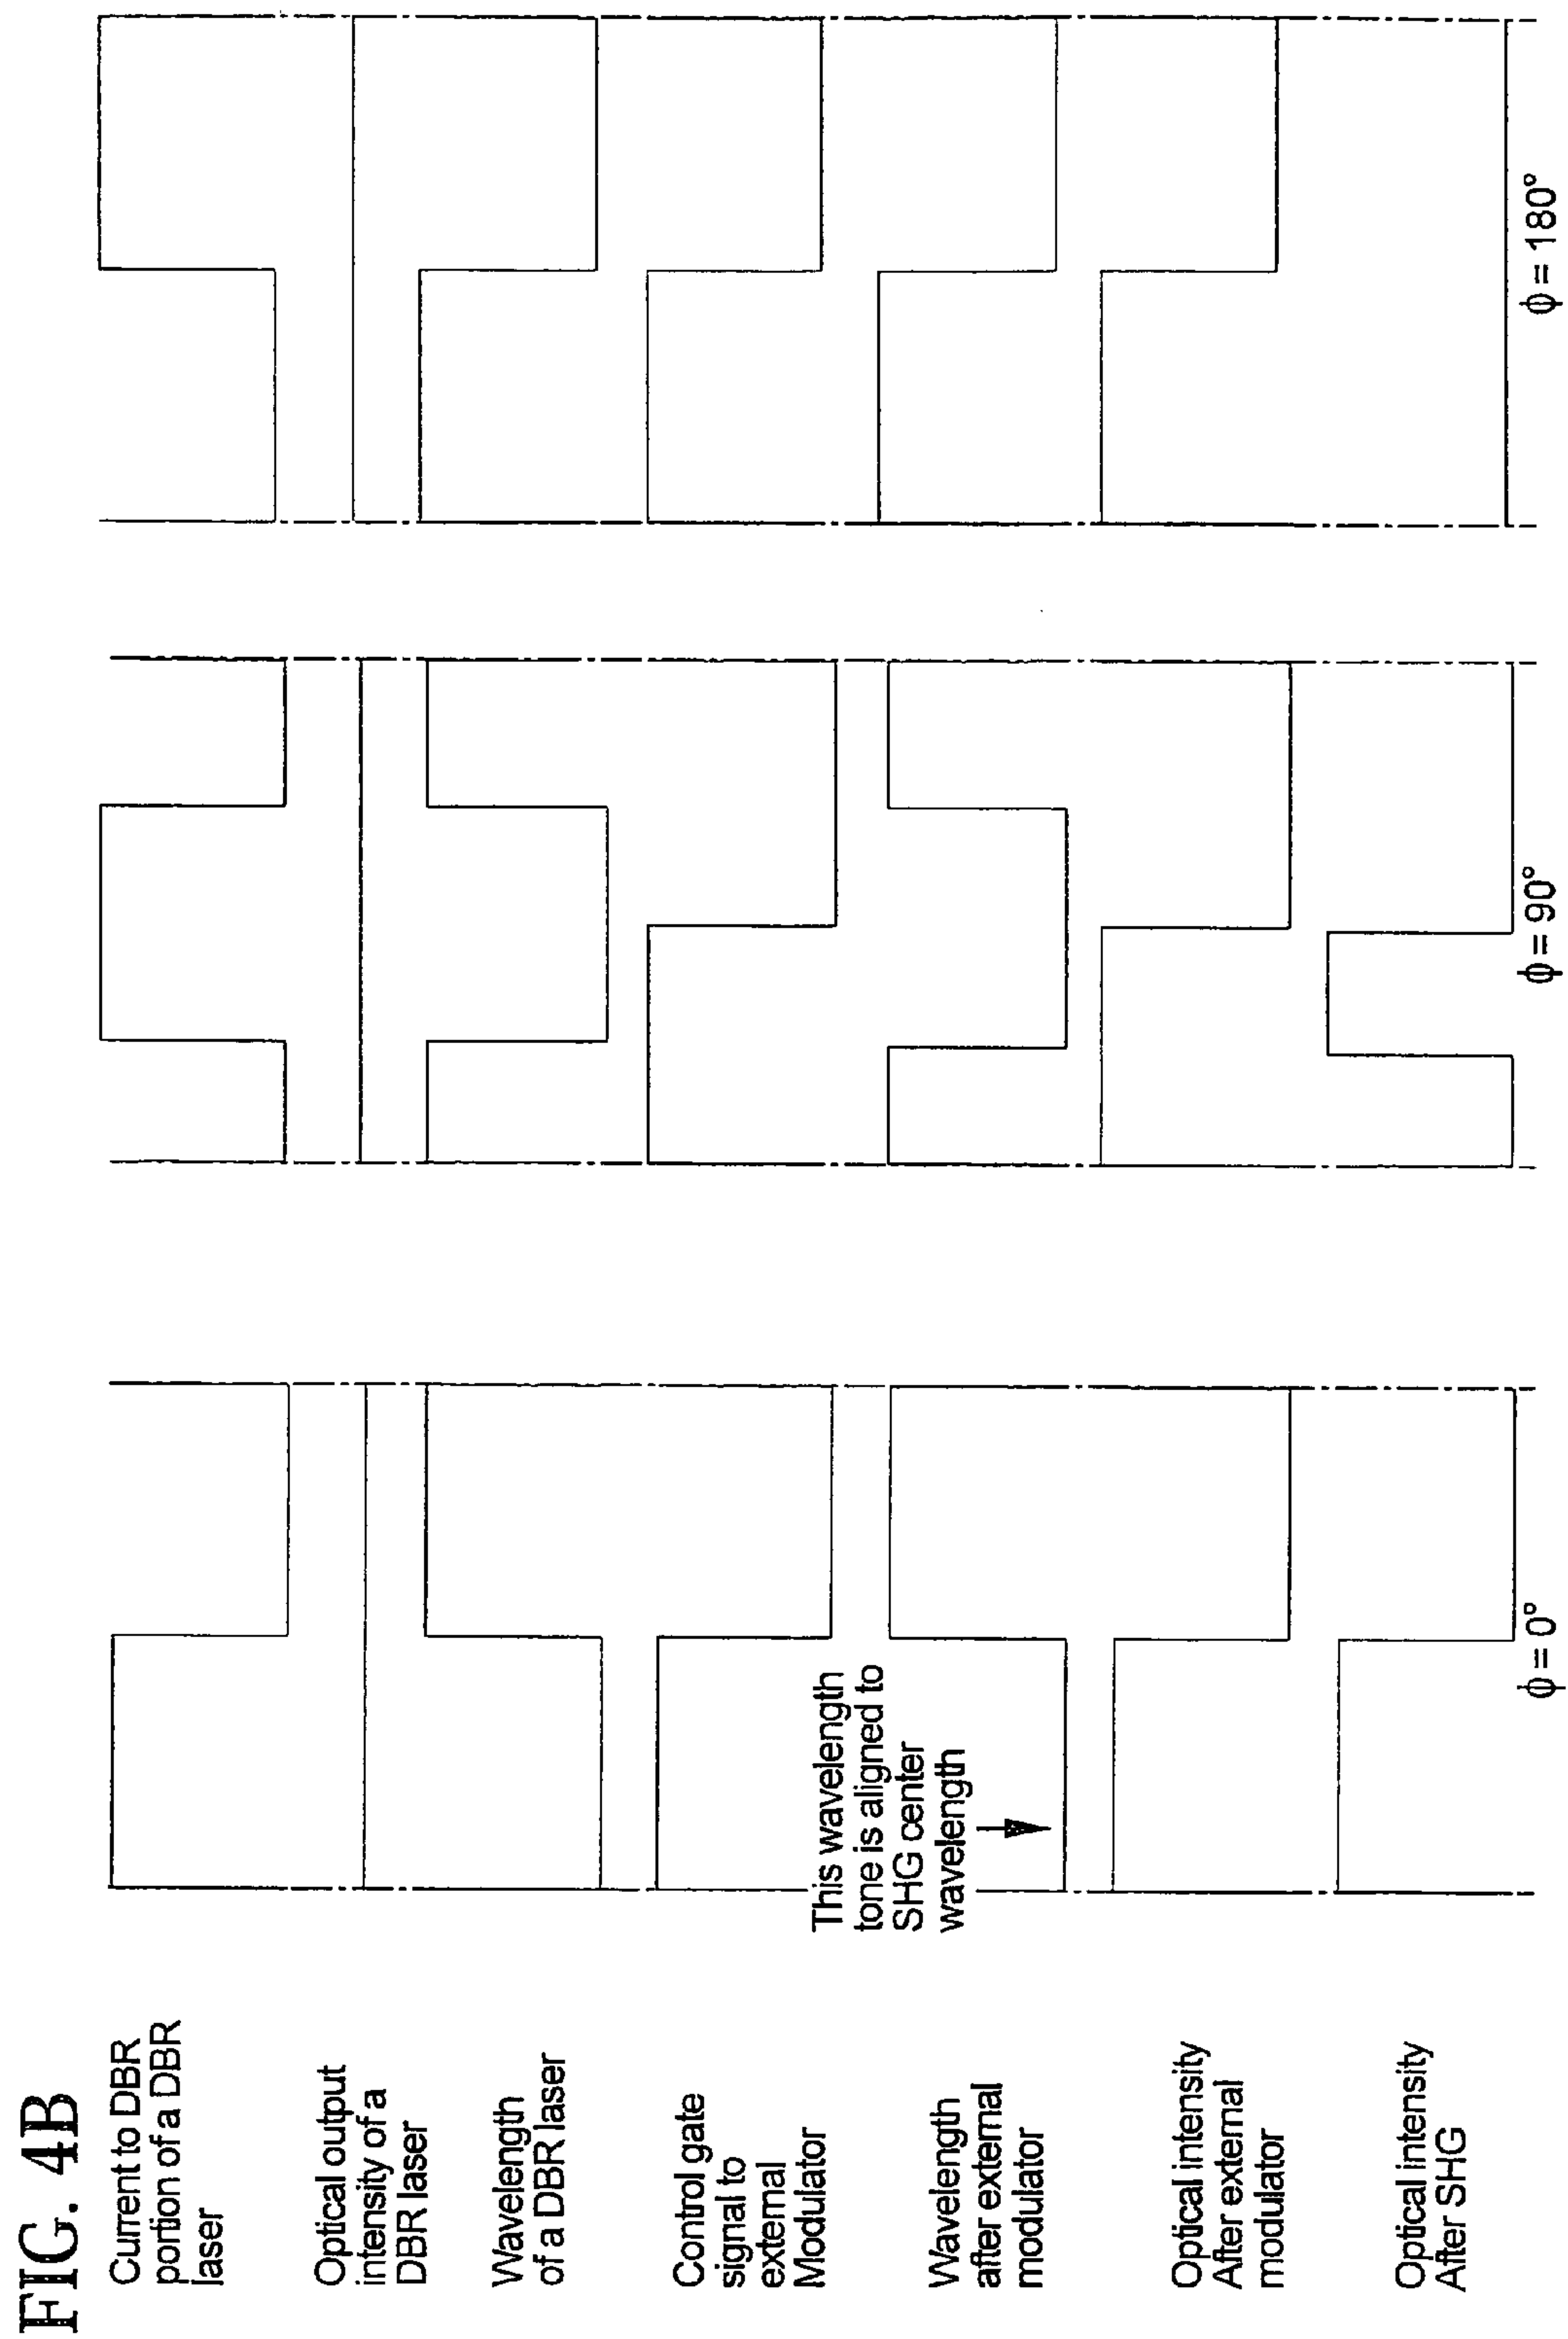 FIG. 4B
Current to DBR
portion of a DBR
laser
Optical output
intensity of a
DBR laser
Wavelength
of a DBR laser
Control gate
signal to
external
Modulator
Wavelength
after external
modulator
Optical intensity
After external
modulator
Optical intensity
After SHG
This wavelength
tone is aligned to
SHG center
wavelength
ϕ = 0°
ϕ = 90°
ϕ = 180°